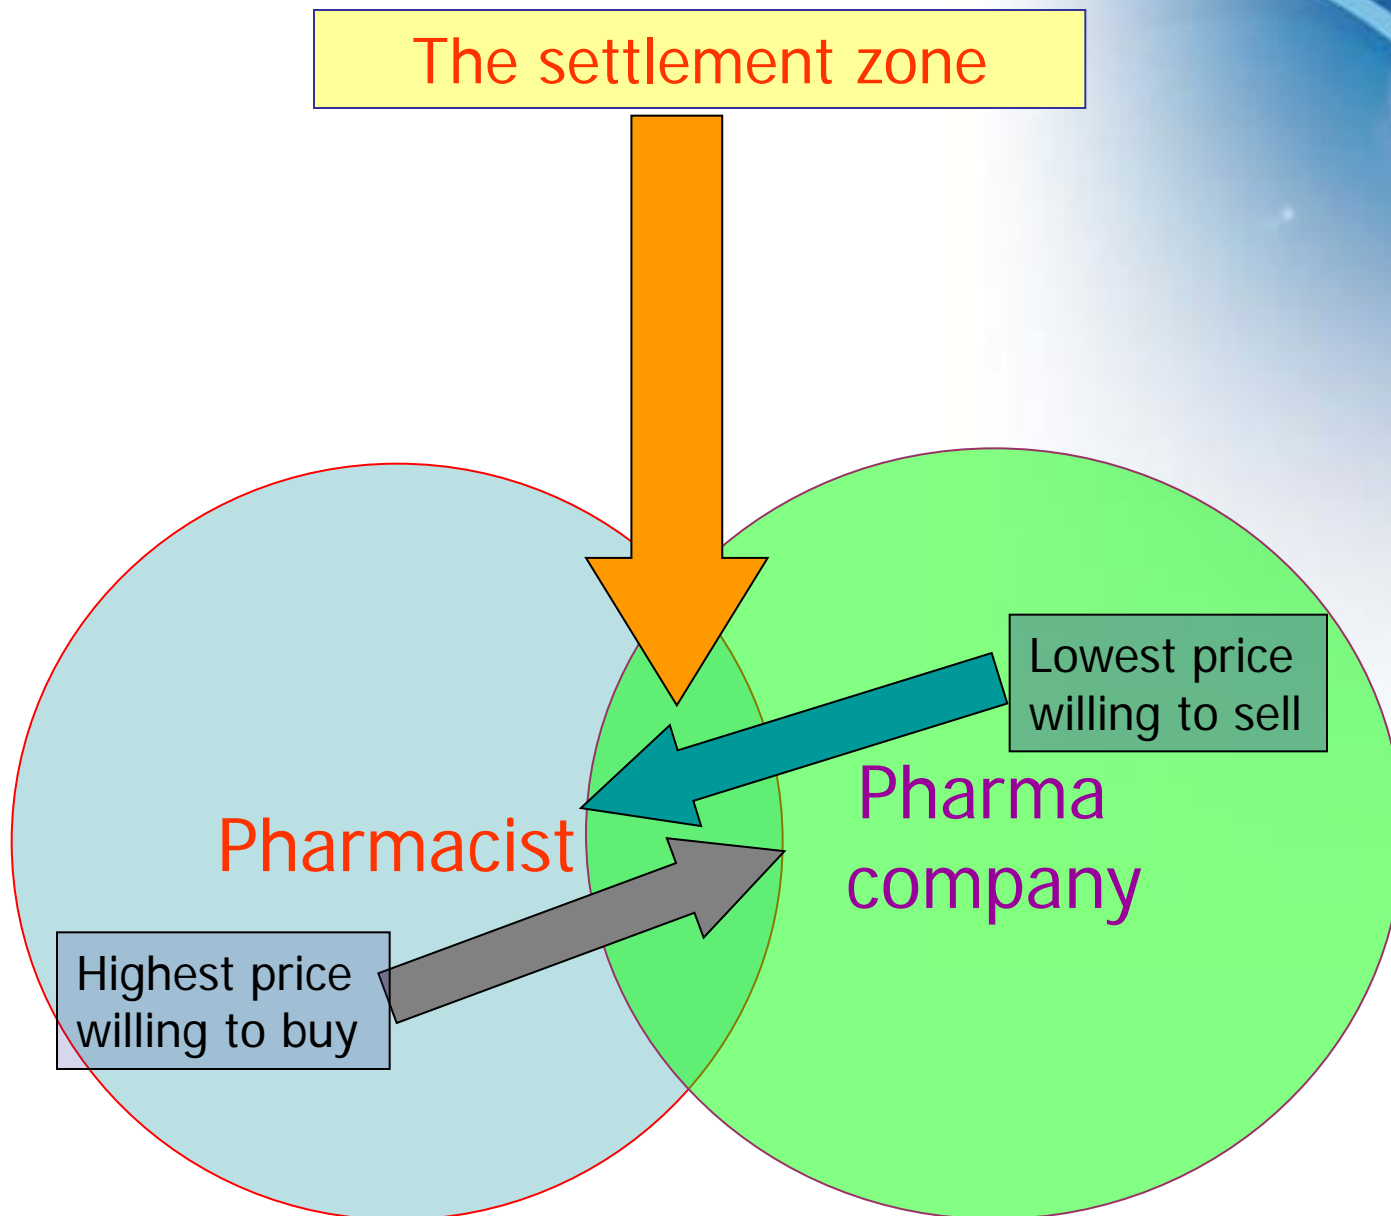 The settlement zone
Lowest price
willing to sell
Pharma
company
Pharmacist
Highest price
willing to buy